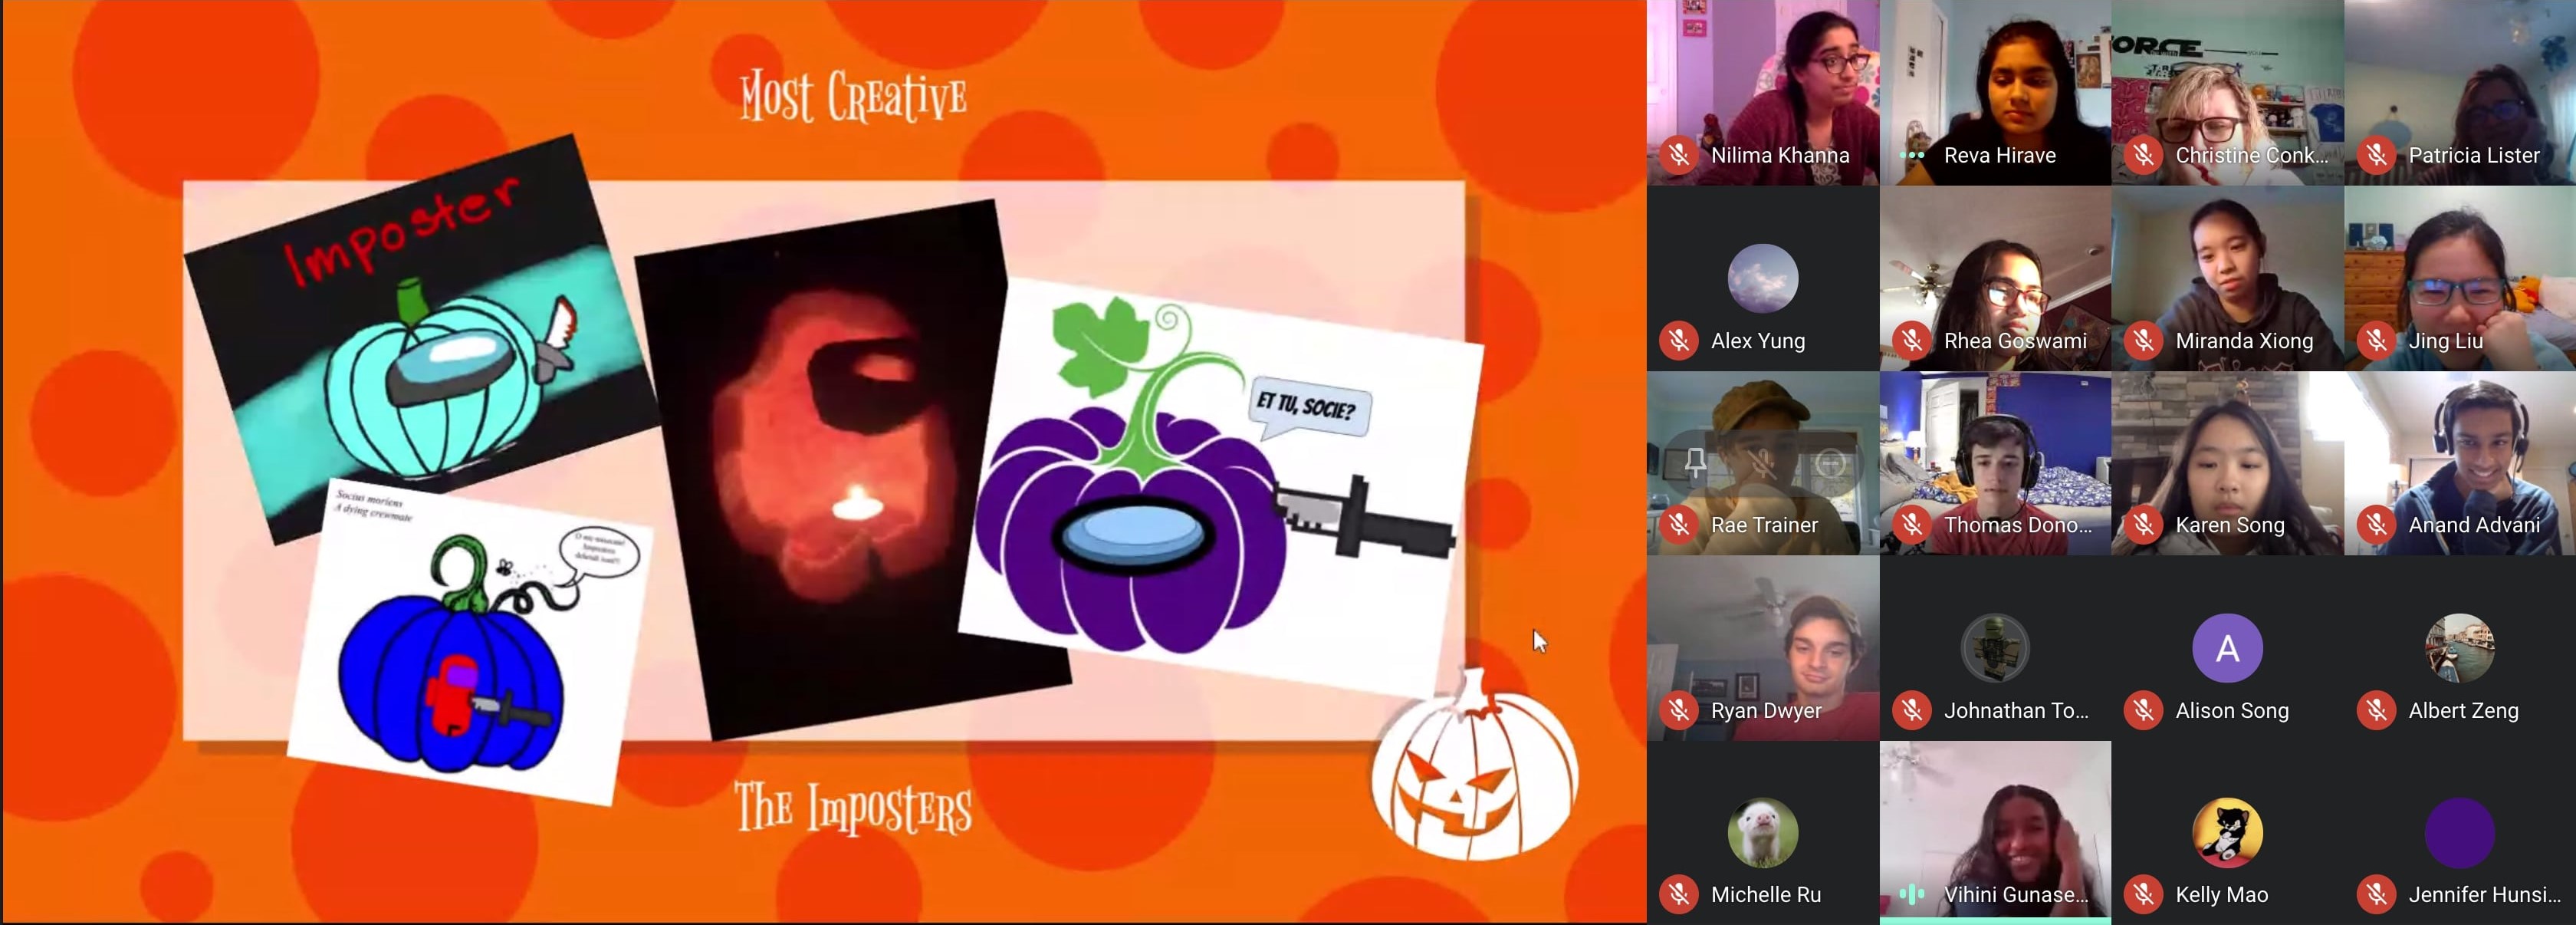 Most Creative
Imposter
ET TU, SOCIE?
Socius moriens
A dying crewmate
The Imposters
ORCE
Nilima Khanna
Reva Hirave
Christine Conk...
Patricia Lister
Alex Yung
Rhea Goswami
Miranda Xiong
Jing Liu
Rae Trainer
Thomas Dono...
Karen Song
Anand Advani
Ryan Dwyer
Johnathan To...
A
Alison Song
Albert Zeng
Michelle Ru
Vihini Gunase...
Kelly Mao
Jennifer Hunsi...